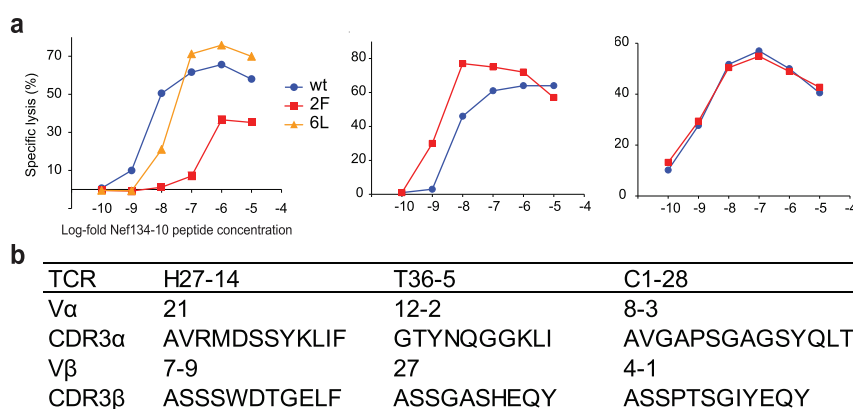 a
Specific lysis (%)
70
50
30
10
-10 -9 -8 -7 -6 -5 -4
wt
2F
6L
80
60
40
20
0
-10 -9 -8 -7 -6 -5 -4
60
40
20
0
-10 -9 -8 -7 -6 -5 -4
Log-fold Nef134-10 peptide concentration
b
TCR H27-14 T36-5 C1-28
Vα 21 12-2 8-3
CDR3α AVRMDSSYKLIF GTYNQGGKLI AVGAPSGAGSYQLT
Vβ 7-9 27 4-1
CDR3β ASSSWDTGELF ASSGASHEQY ASSPTSGIYEQY